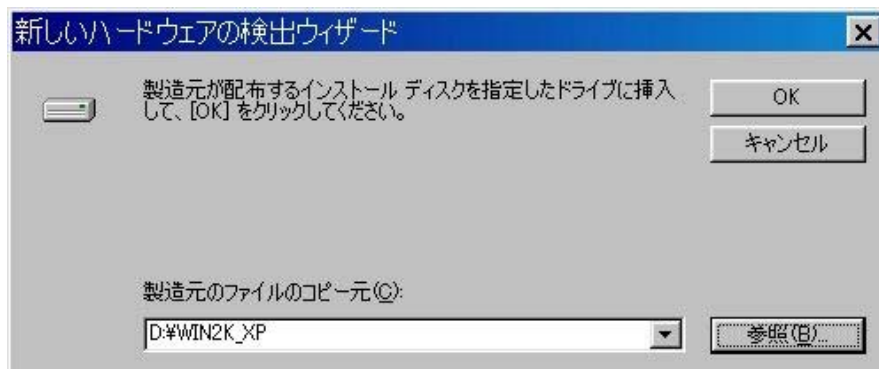 新しいハードウェアの検出ウィザード
製造元が配布するインストール ディスクを指定したドライブに挿入
して、[OK] をクリックしてください。
OK
キャンセル
製造元のファイルのコピー元(C):
D:¥WIN2K_XP
参照(B)...